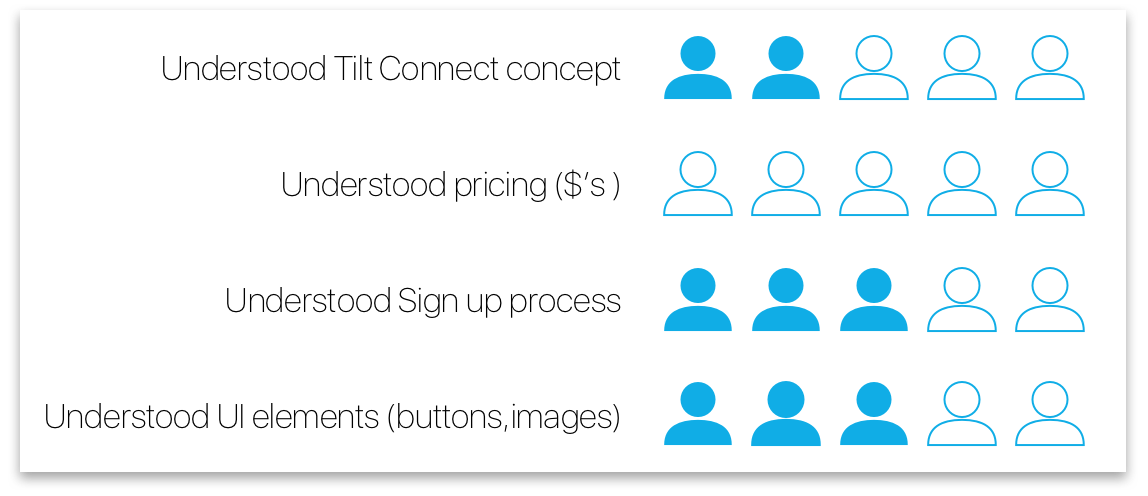 Understood Tilt Connect concept
Understood pricing ($'s )
Understood Sign up process
Understood UI elements (buttons,images)